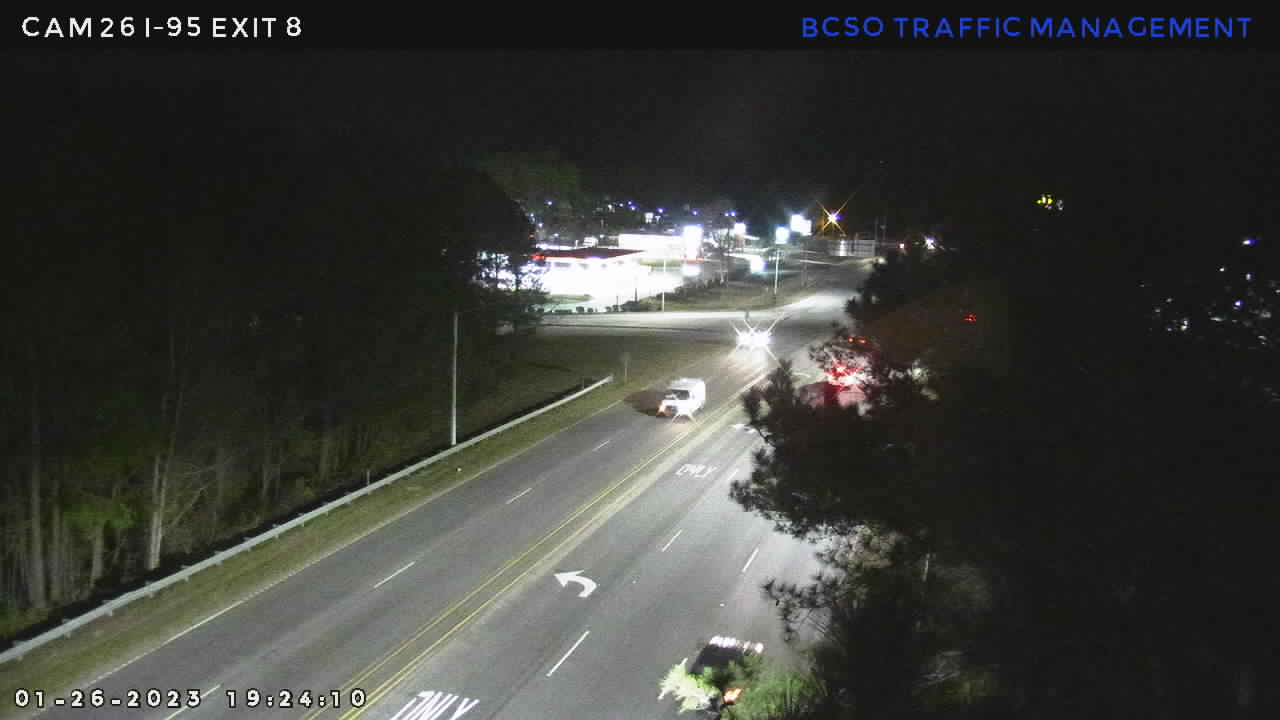 CAM 26 I-95 EXIT 8
BCSO TRAFFIC MANAGEMENT
ONLY
ONLY
01-26-2023 19:24:10